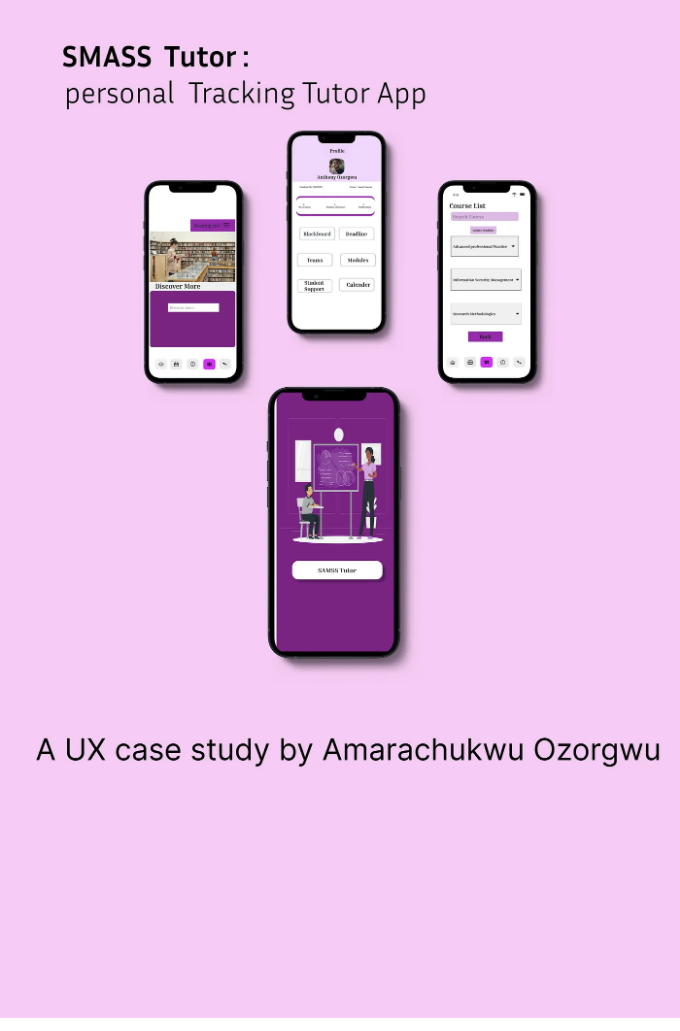 SMASS Tutor:
personal Tracking Tutor App
Profile
Anthony Ozorgwu
Blackboard Deadline
Teams Modules
Student Support Calender
Discover More
Course List
Search Course
Advanced professional Practice
Information Security Management
Research Methodologies
Back
SAMSS Tutor
A UX case study by Amarachukwu Ozorgwu